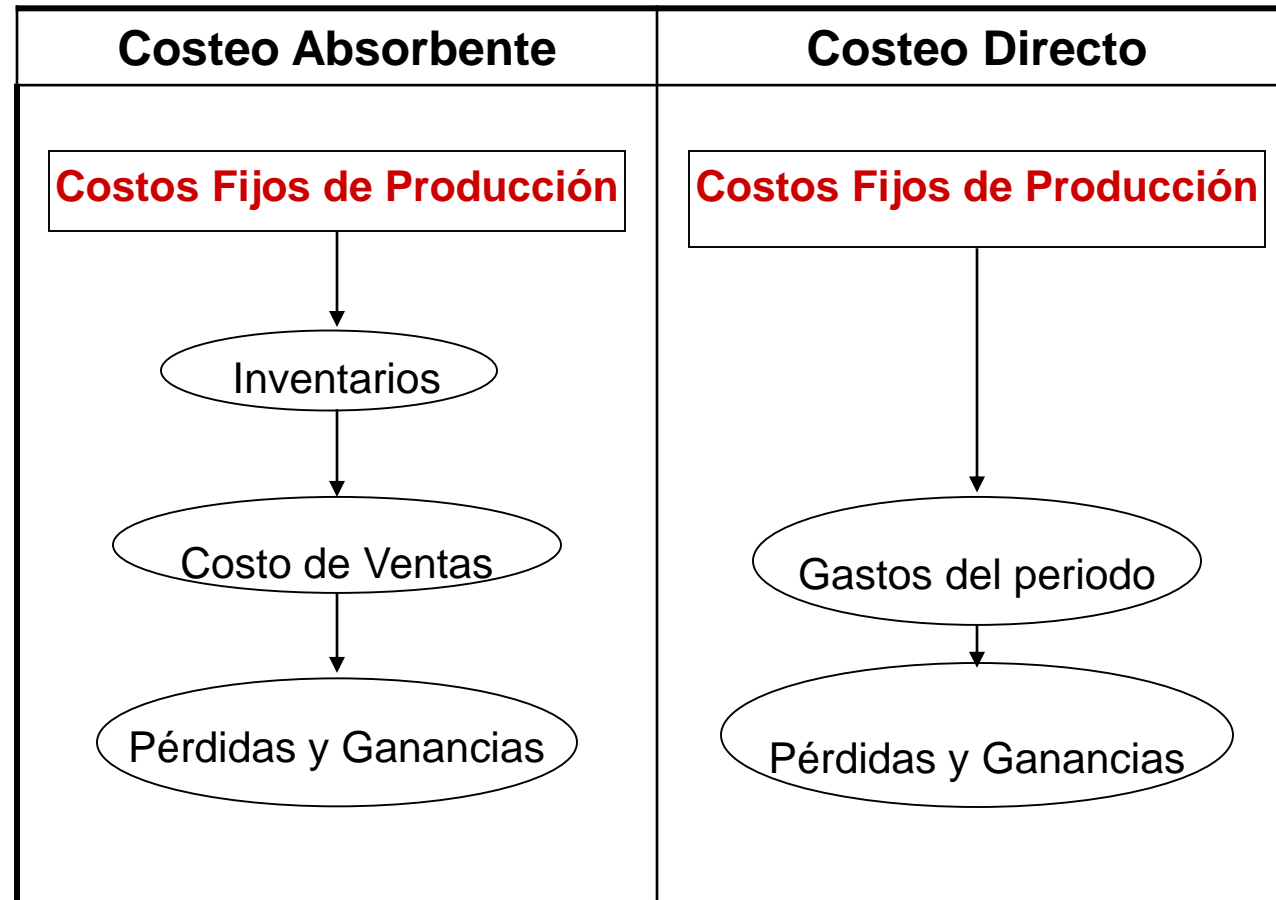 Costeo Absorbente
Costeo Directo
Costos Fijos de Producción
Inventarios
Costo de Ventas
Pérdidas y Ganancias
Costos Fijos de Producción
Gastos del periodo
Pérdidas y Ganancias